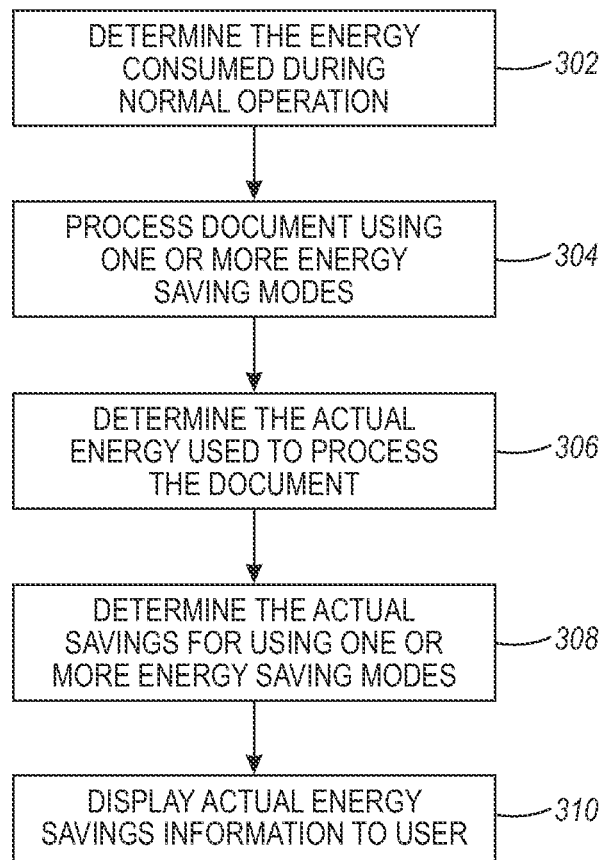 DETERMINE THE ENERGY
CONSUMED DURING
NORMAL OPERATION
302
PROCESS DOCUMENT USING
ONE OR MORE ENERGY
SAVING MODES
304
DETERMINE THE ACTUAL
ENERGY USED TO PROCESS
THE DOCUMENT
306
DETERMINE THE ACTUAL
SAVINGS FOR USING ONE OR
MORE ENERGY SAVING MODES
308
DISPLAY ACTUAL ENERGY
SAVINGS INFORMATION TO USER
310